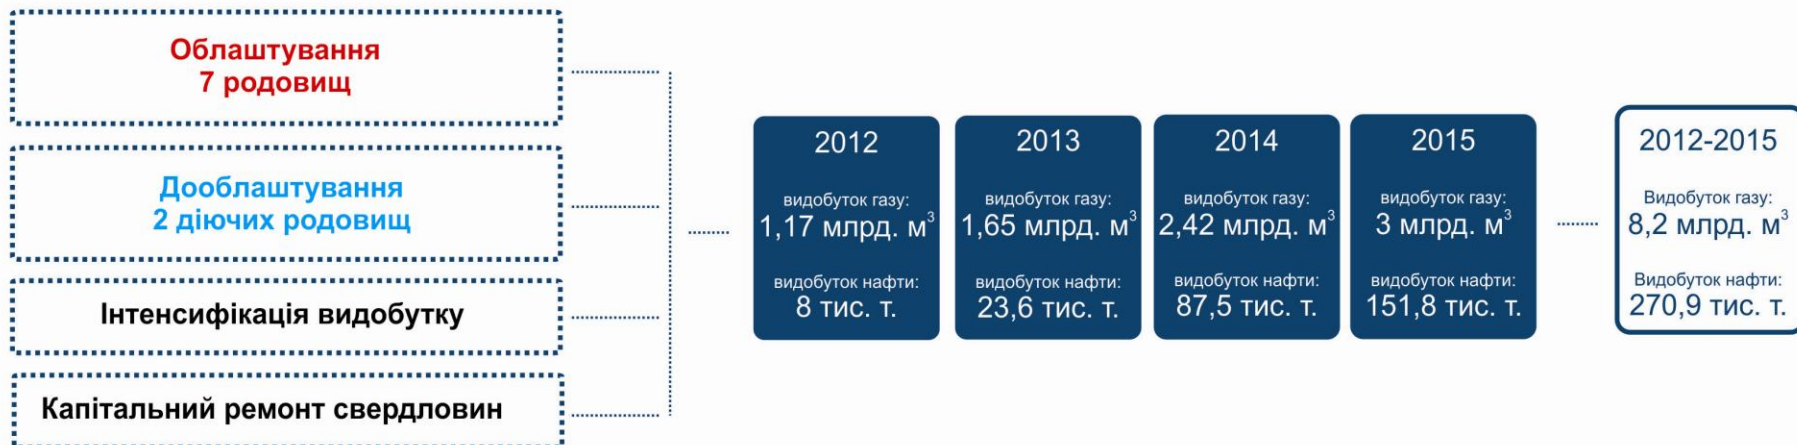 Облаштування
7 родовищ
Дооблаштування
2 діючих родовищ
Інтенсифікація видобутку
Капітальний ремонт свердловин
2012
видобуток газу:
1,17 млрд. м³
видобуток нафти:
8 тис. т.
2013
видобуток газу:
1,65 млрд. м³
видобуток нафти:
23,6 тис. т.
2014
видобуток газу:
2,42 млрд. м³
видобуток нафти:
87,5 тис. т.
2015
видобуток газу:
3 млрд. м³
видобуток нафти:
151,8 тис. т.
2012-2015
Видобуток газу:
8,2 млрд. м³
Видобуток нафти:
270,9 тис. т.